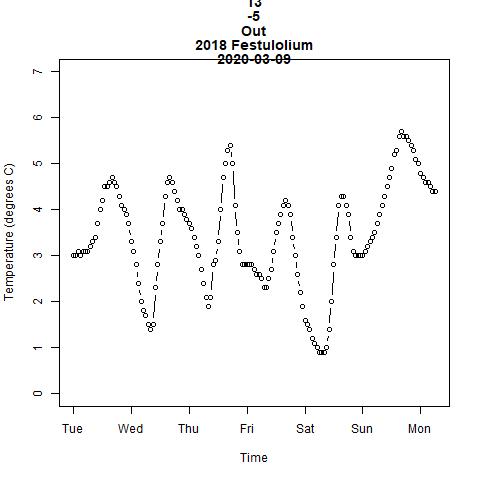 13
-5
Out
2018 Festulolium
2020-03-09
Temperature (degrees C)
7
6
5
4
3
2
1
0
Tue Wed Thu Fri Sat Sun Mon
Time